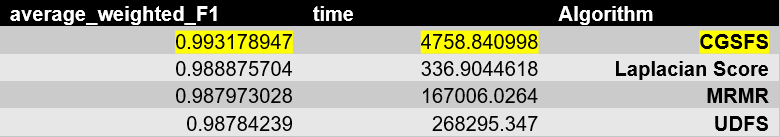 average_weighted_F1 time Algorithm
0.993178947 4758.840998 CGSFS
0.988875704 336.9044618 Laplacian Score
0.987973028 167006.0264 MRMR
0.98784239 268295.347 UDFS